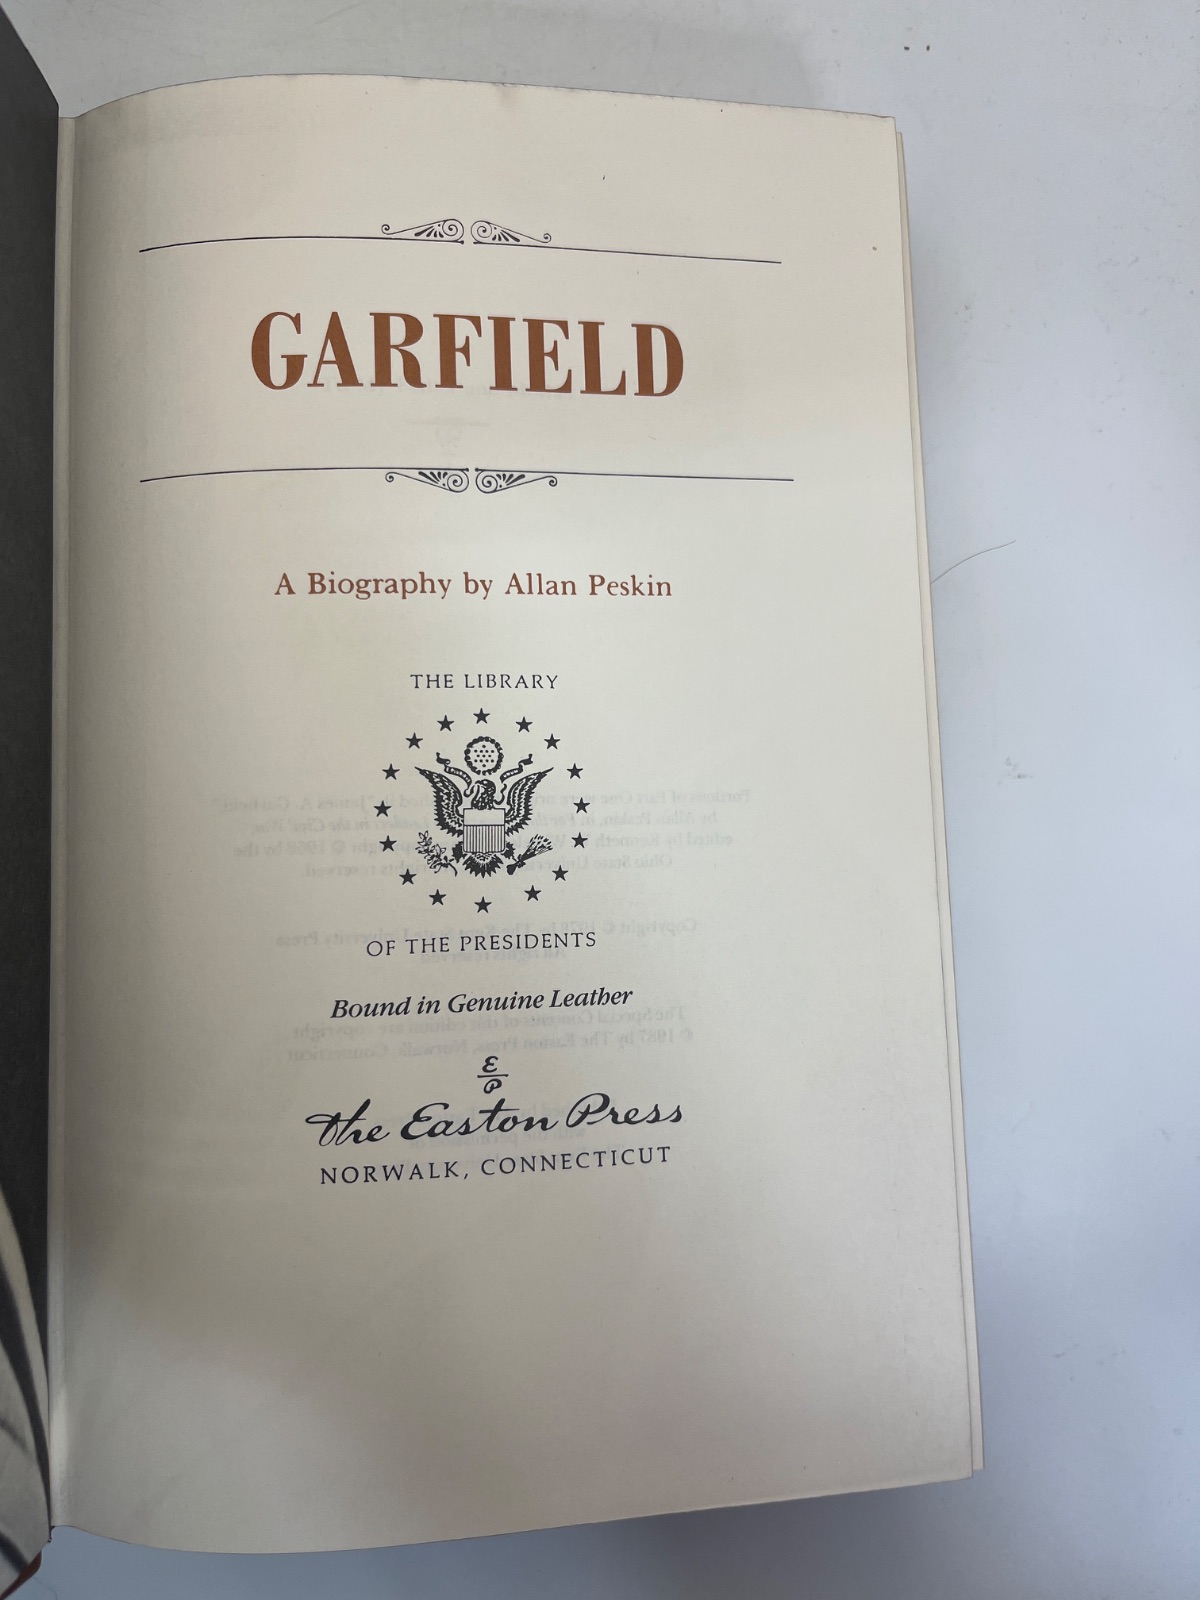 GARFIELD
A Biography by Allan Peskin
THE LIBRARY
OF THE PRESIDENTS
Bound in Genuine Leather
E
P
The Easton Press
NORWALK, CONNECTICUT